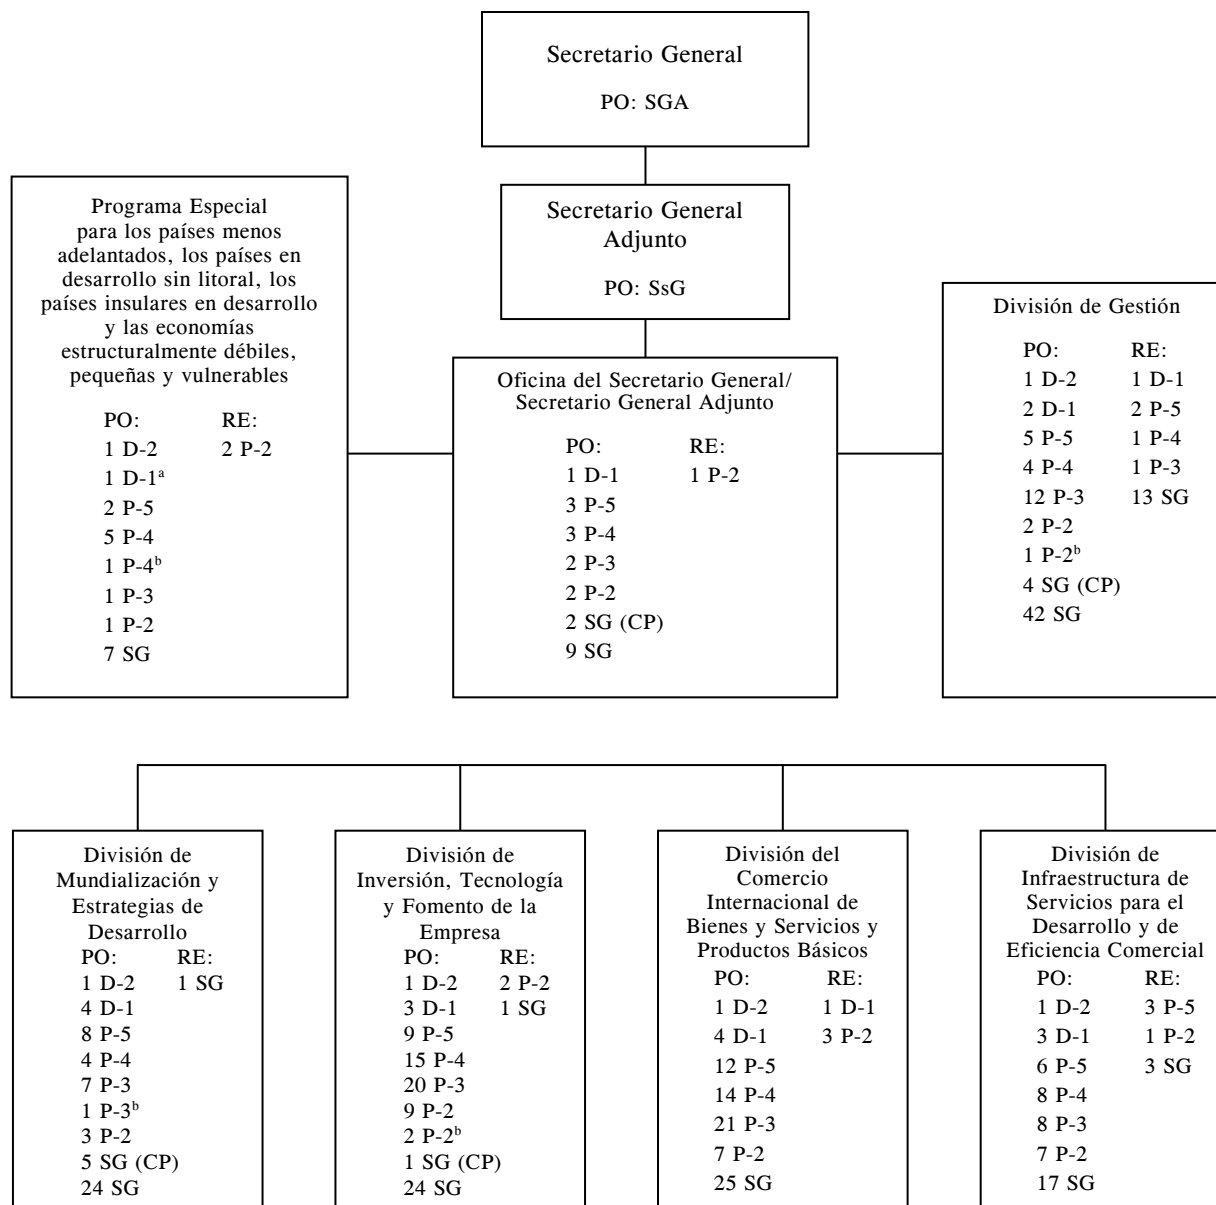 Secretario General
PO: SGA
Secretario General
Adjunto
PO: SsG
Programa Especial
para los países menos
adelantados, los países en
desarrollo sin litoral, los
países insulares en desarrollo
y las economías
estructuralmente débiles,
pequeñas y vulnerables
PO: RE:
1 D-2 2 P-2
1 D-1ᵃ
2 P-5
5 P-4
1 P-4ᵇ
1 P-3
1 P-2
7 SG
Oficina del Secretario General/
Secretario General Adjunto
PO: RE:
1 D-1 1 P-2
3 P-5
3 P-4
2 P-3
2 P-2
2 SG (CP)
9 SG
División de Gestión
PO: RE:
1 D-2 1 D-1
2 D-1 2 P-5
5 P-5 1 P-4
4 P-4 1 P-3
12 P-3 13 SG
2 P-2
1 P-2ᵇ
4 SG (CP)
42 SG
División de
Mundialización y
Estrategias de
Desarrollo
PO: RE:
1 D-2 1 SG
4 D-1
8 P-5
4 P-4
7 P-3
1 P-3ᵇ
3 P-2
5 SG (CP)
24 SG
División de
Inversión, Tecnología
y Fomento de la
Empresa
PO: RE:
1 D-2 2 P-2
3 D-1 1 SG
9 P-5
15 P-4
20 P-3
9 P-2
2 P-2ᵇ
1 SG (CP)
24 SG
División del
Comercio
Internacional de
Bienes y Servicios y
Productos Básicos
PO: RE:
1 D-2 1 D-1
4 D-1 3 P-2
12 P-5
14 P-4
21 P-3
7 P-2
25 SG
División de
Infraestructura de
Servicios para el
Desarrollo y de
Eficiencia Comercial
PO: RE:
1 D-2 3 P-5
3 D-1 1 P-2
6 P-5 3 SG
8 P-4
8 P-3
7 P-2
17 SG